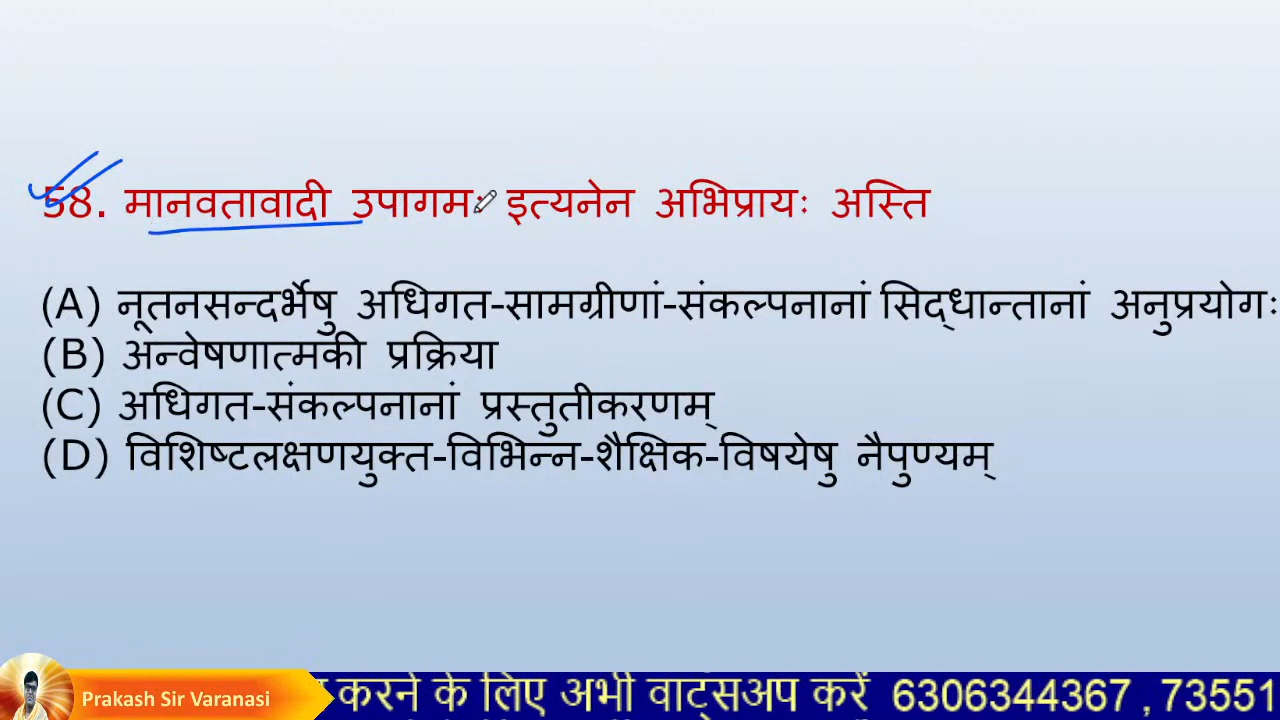 58. मानवतावादी उपागमः इत्यनेन अभिप्रायः अस्ति
(A) नूतनसन्दर्भेषु अधिगत-सामग्रीणां-संकल्पनानां सिद्धान्तानां अनुप्रयोगः
(B) अन्वेषणात्मकी प्रक्रिया
(C) अधिगत-संकल्पनानां प्रस्तुतीकरणम्
(D) विशिष्टलक्षणयुक्त-विभिन्न-शैक्षिक-विषयेषु नैपुण्यम्
Prakash Sir Varanasi
करने के लिए अभी वाट्सअप करें 6306344367 ,73551